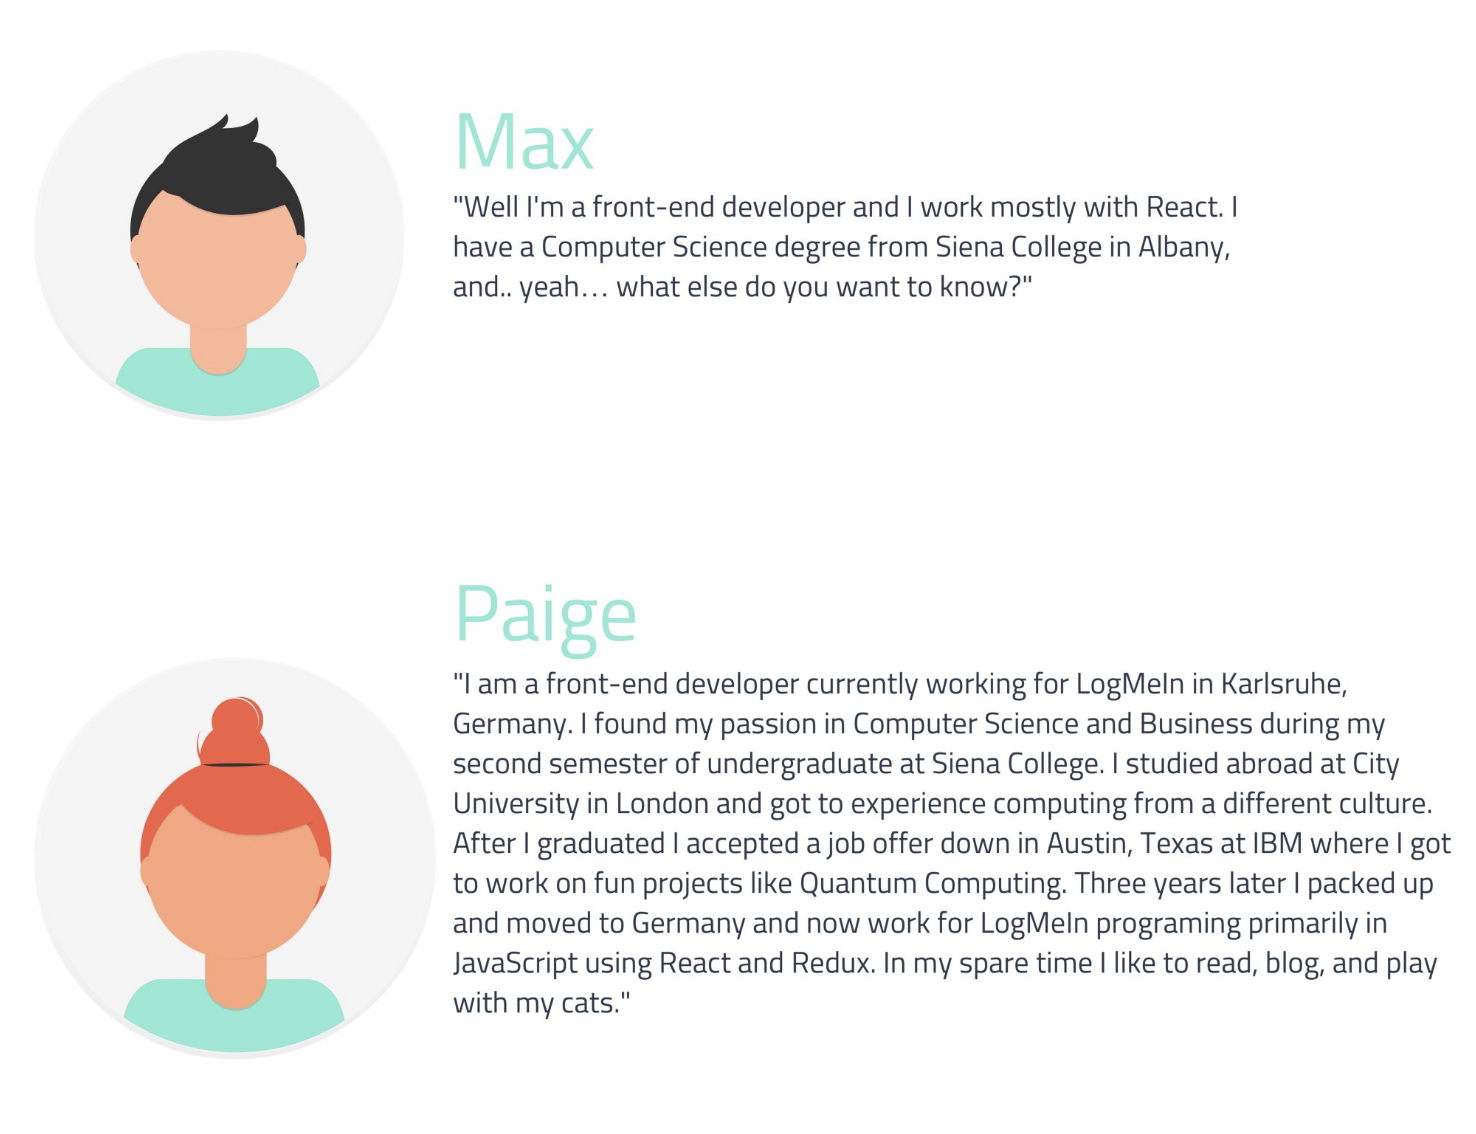 Max
"Well I'm a front-end developer and I work mostly with React. I
have a Computer Science degree from Siena College in Albany,
and.. yeah... what else do you want to know?"
Paige
"I am a front-end developer currently working for LogMeIn in Karlsruhe,
Germany. I found my passion in Computer Science and Business during my
second semester of undergraduate at Siena College. I studied abroad at City
University in London and got to experience computing from a different culture.
After I graduated I accepted a job offer down in Austin, Texas at IBM where I got
to work on fun projects like Quantum Computing. Three years later I packed up
and moved to Germany and now work for LogMeIn programing primarily in
JavaScript using React and Redux. In my spare time I like to read, blog, and play
with my cats."